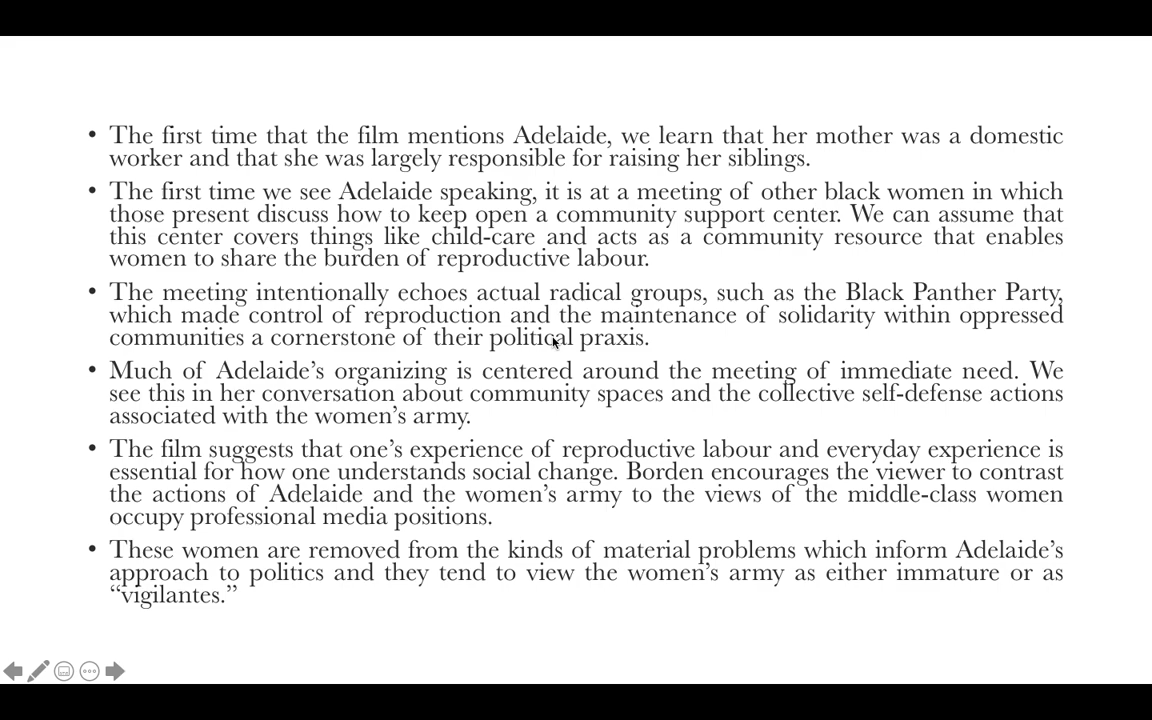 • The first time that the film mentions Adelaide, we learn that her mother was a domestic
worker and that she was largely responsible for raising her siblings.
• The first time we see Adelaide speaking, it is at a meeting of other black women in which
those present discuss how to keep open a community support center. We can assume that
this center covers things like child-care and acts as a community resource that enables
women to share the burden of reproductive labour.
• The meeting intentionally echoes actual radical groups, such as the Black Panther Party,
which made control of reproduction and the maintenance of solidarity within oppressed
communities a cornerstone of their political praxis.
• Much of Adelaide’s organizing is centered around the meeting of immediate need. We
see this in her conversation about community spaces and the collective self-defense actions
associated with the women’s army.
• The film suggests that one’s experience of reproductive labour and everyday experience is
essential for how one understands social change. Borden encourages the viewer to contrast
the actions of Adelaide and the women’s army to the views of the middle-class women
occupy professional media positions.
• These women are removed from the kinds of material problems which inform Adelaide’s
approach to politics and they tend to view the women’s army as either immature or as
“vigilantes.”